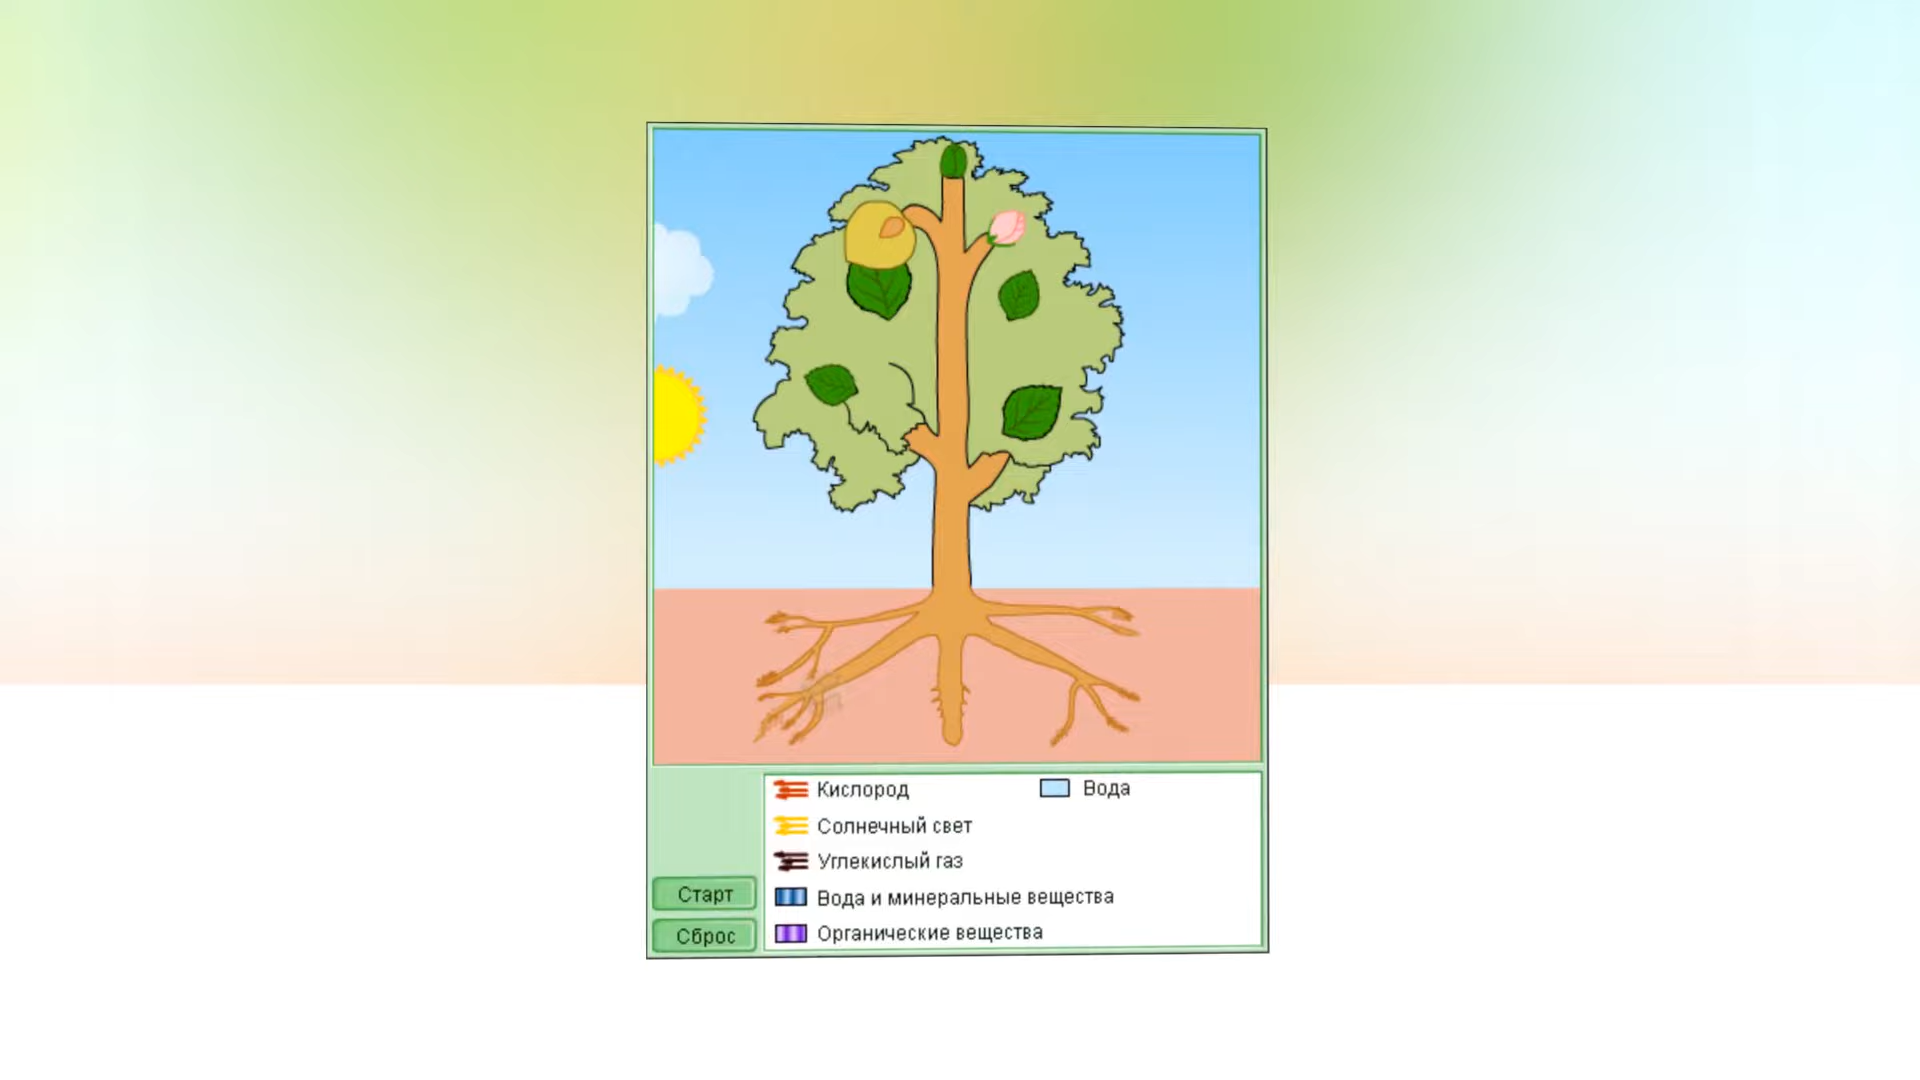 Кислород
Вода
Солнечный свет
Углекислый газ
Вода и минеральные вещества
Органические вещества
Старт
Сброс